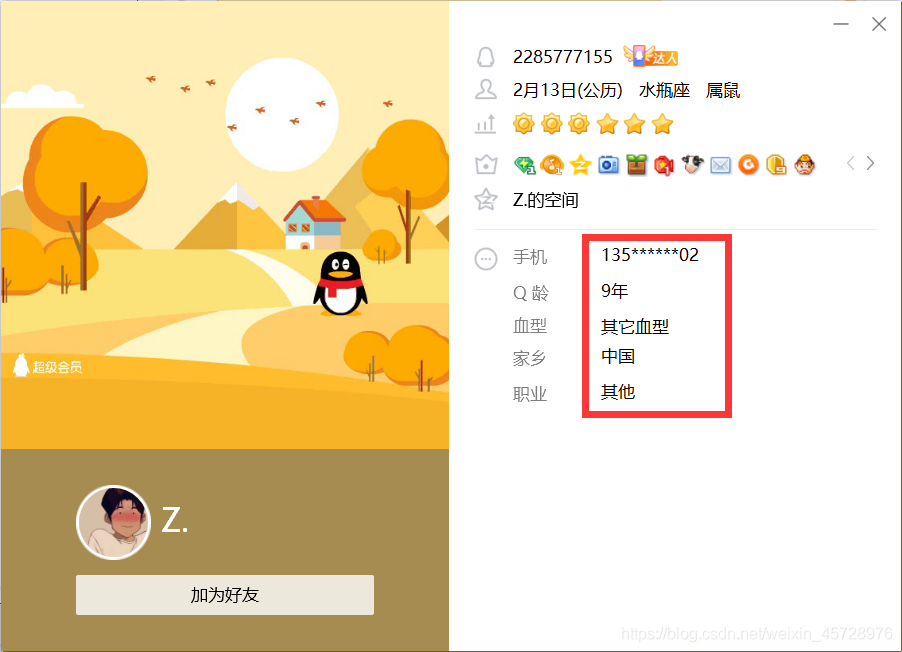 2285777155 达人
2月13日(公历) 水瓶座 属鼠
Z.的空间
手机 135******02
Q 龄 9年
血型 其它血型
家乡 中国
职业 其他
超级会员
Z.
加为好友
https://blog.csdn.net/weixin_45728976